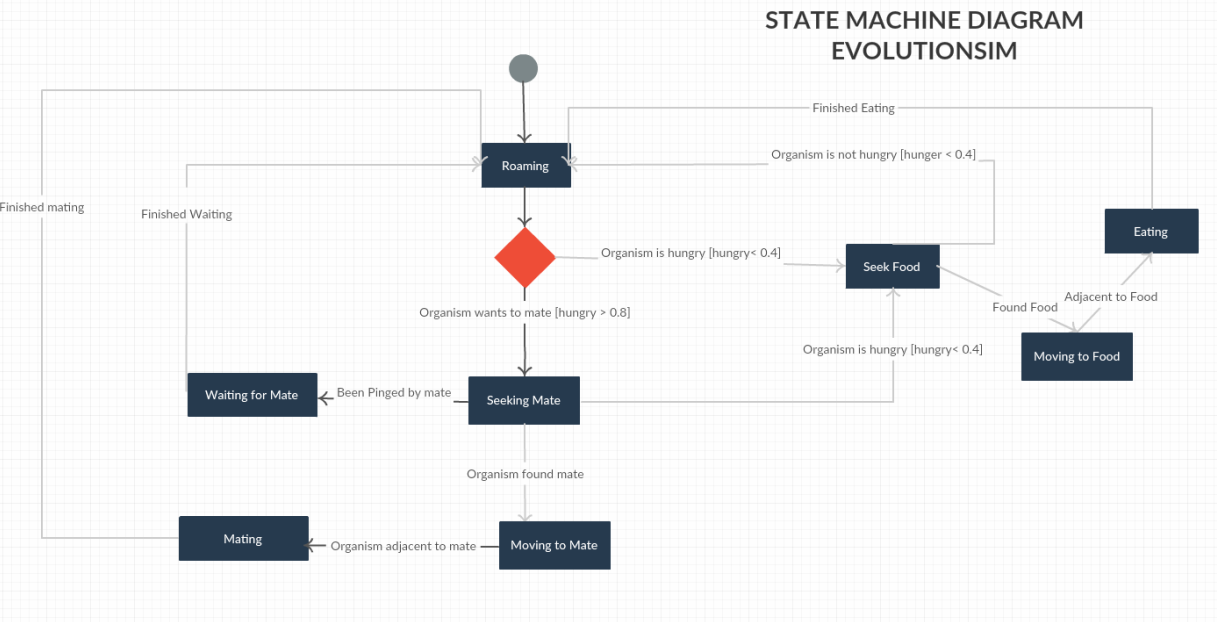 STATE MACHINE DIAGRAM
EVOLUTIONSIM
Finished Eating
Organism is not hungry [hunger < 0.4]
Roaming
Finished mating
Finished Waiting
Eating
Organism is hungry [hungry< 0.4]
Seek Food
Adjacent to Food
Found Food
Organism wants to mate [hungry > 0.8]
Organism is hungry [hungry< 0.4]
Moving to Food
Waiting for Mate
Been Pinged by mate
Seeking Mate
Organism found mate
Mating
Organism adjacent to mate
Moving to Mate